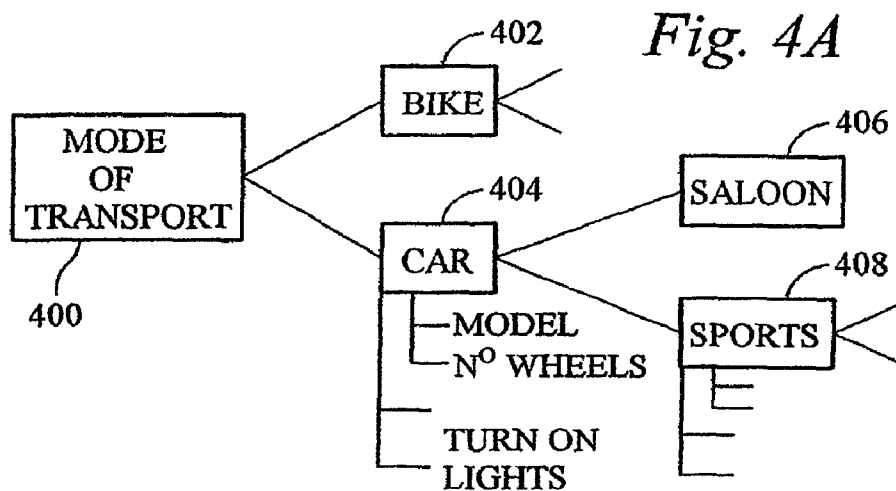 Fig. 4A
402
BIKE
MODE
OF
TRANSPORT
400
404
CAR
406
SALOON
408
SPORTS
MODEL
Nº WHEELS
TURN ON
LIGHTS